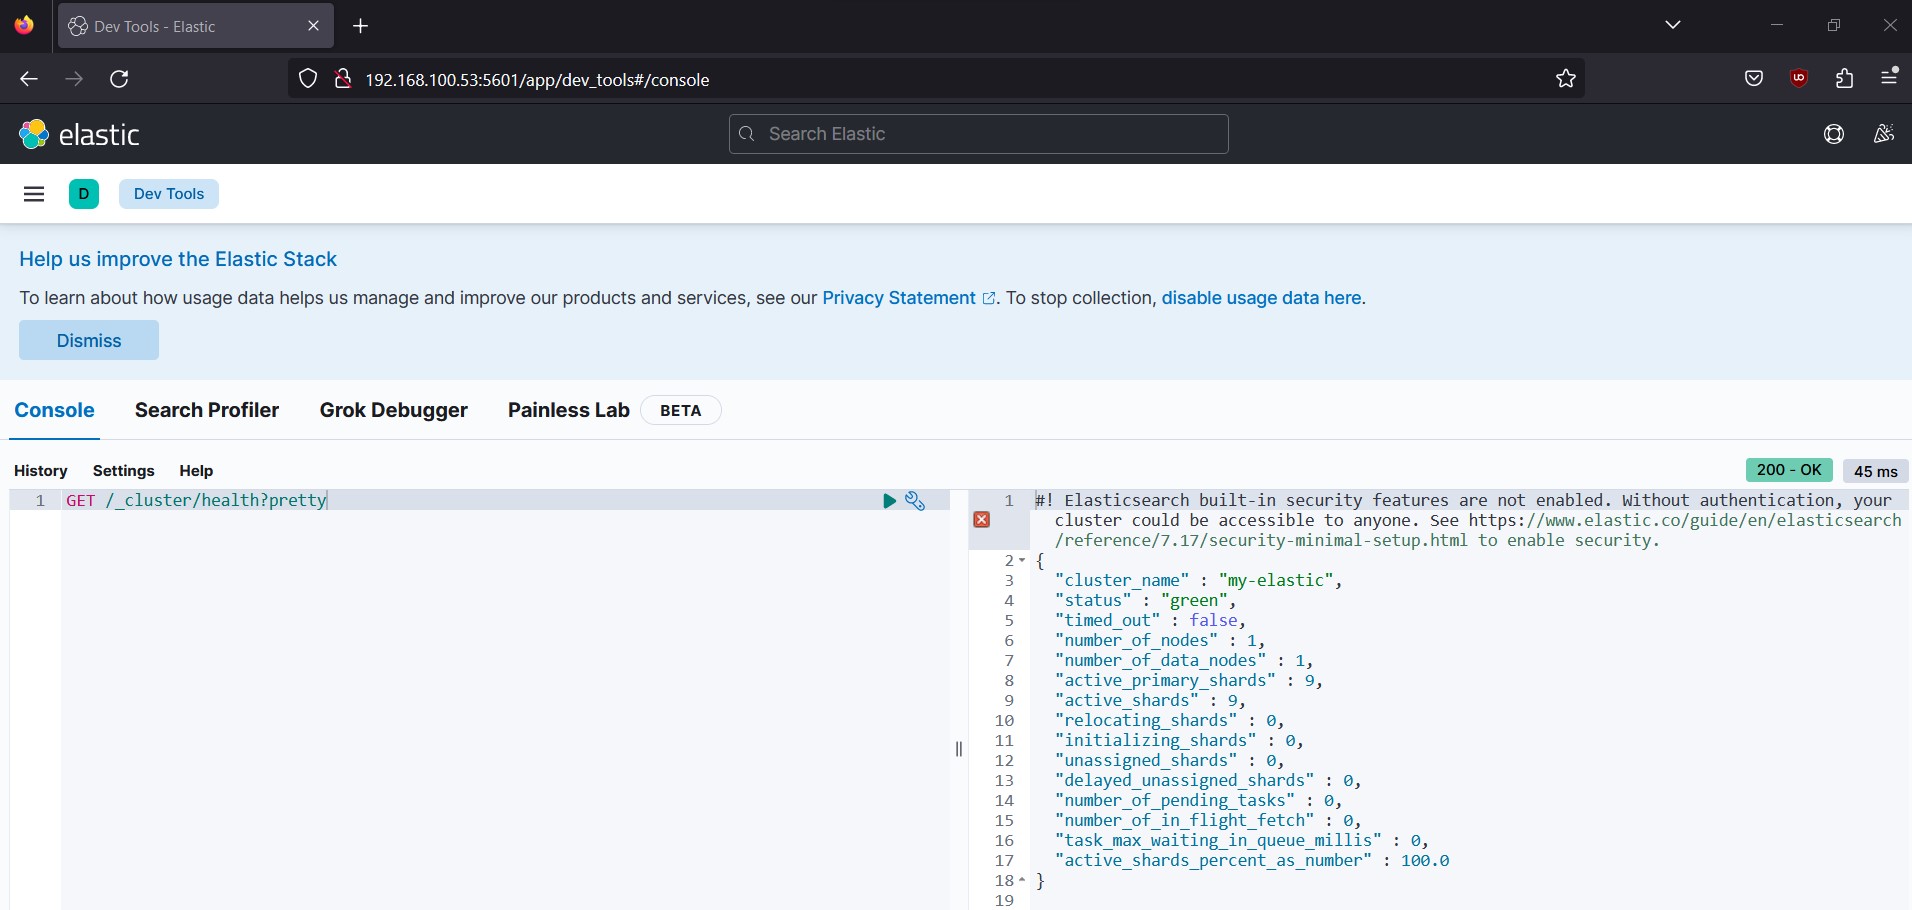 Dev Tools - Elastic
192.168.100.53:5601/app/dev_tools#/console
elastic
Search Elastic
D
Dev Tools
Help us improve the Elastic Stack
To learn about how usage data helps us manage and improve our products and services, see our Privacy Statement. To stop collection, disable usage data here.
Dismiss
Console Search Profiler Grok Debugger Painless Lab BETA
History Settings Help
200 - OK 45 ms
1 GET /_cluster/health?pretty
1 #! Elasticsearch built-in security features are not enabled. Without authentication, your
cluster could be accessible to anyone. See https://www.elastic.co/guide/en/elasticsearch
/reference/7.17/security-minimal-setup.html to enable security.
2 {
3 "cluster_name" : "my-elastic",
4 "status" : "green",
5 "timed_out" : false,
6 "number_of_nodes" : 1,
7 "number_of_data_nodes" : 1,
8 "active_primary_shards" : 9,
9 "active_shards" : 9,
10 "relocating_shards" : 0,
11 "initializing_shards" : 0,
12 "unassigned_shards" : 0,
13 "delayed_unassigned_shards" : 0,
14 "number_of_pending_tasks" : 0,
15 "number_of_in_flight_fetch" : 0,
16 "task_max_waiting_in_queue_millis" : 0,
17 "active_shards_percent_as_number" : 100.0
18 }
19